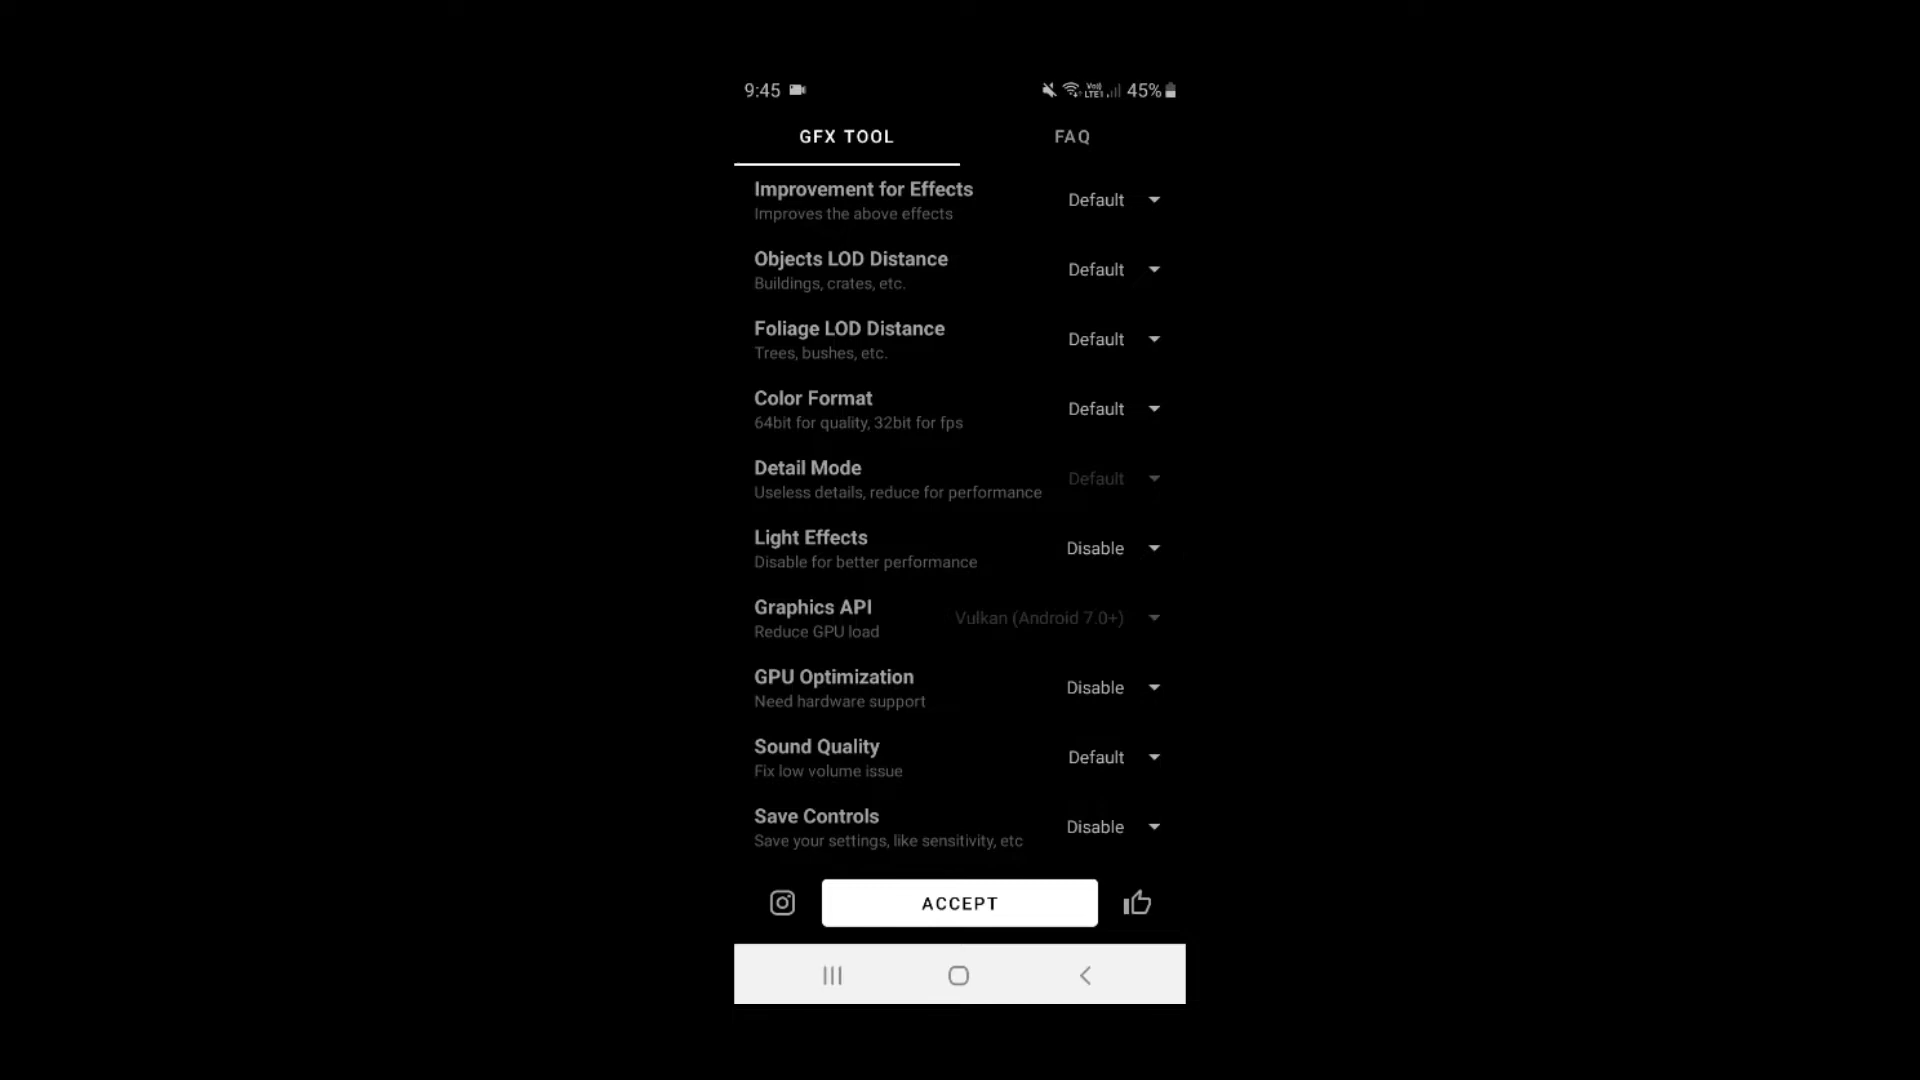 9:45 Vo)) LTE1 45%
GFX TOOL FAQ
Improvement for Effects
Improves the above effects
Default
Objects LOD Distance
Buildings, crates, etc.
Default
Foliage LOD Distance
Trees, bushes, etc.
Default
Color Format
64bit for quality, 32bit for fps
Default
Detail Mode
Useless details, reduce for performance
Default
Light Effects
Disable for better performance
Disable
Graphics API
Reduce GPU load
Vulkan (Android 7.0+)
GPU Optimization
Need hardware support
Disable
Sound Quality
Fix low volume issue
Default
Save Controls
Save your settings, like sensitivity, etc
Disable
ACCEPT